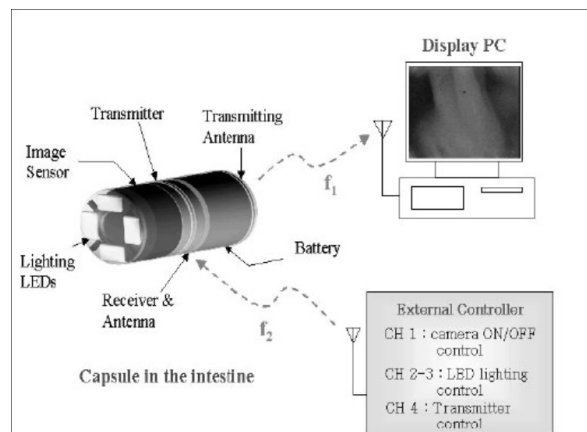 Display PC
Transmitter
Transmitting
Antenna
Image
Sensor
f1
Lighting
LEDs
Battery
Receiver &
Antenna
f2
Capsule in the intestine
External Controller
CH 1 : camera ON/OFF
control
CH 2-3 : LED lighting
control
CH 4 : Transmitter
control